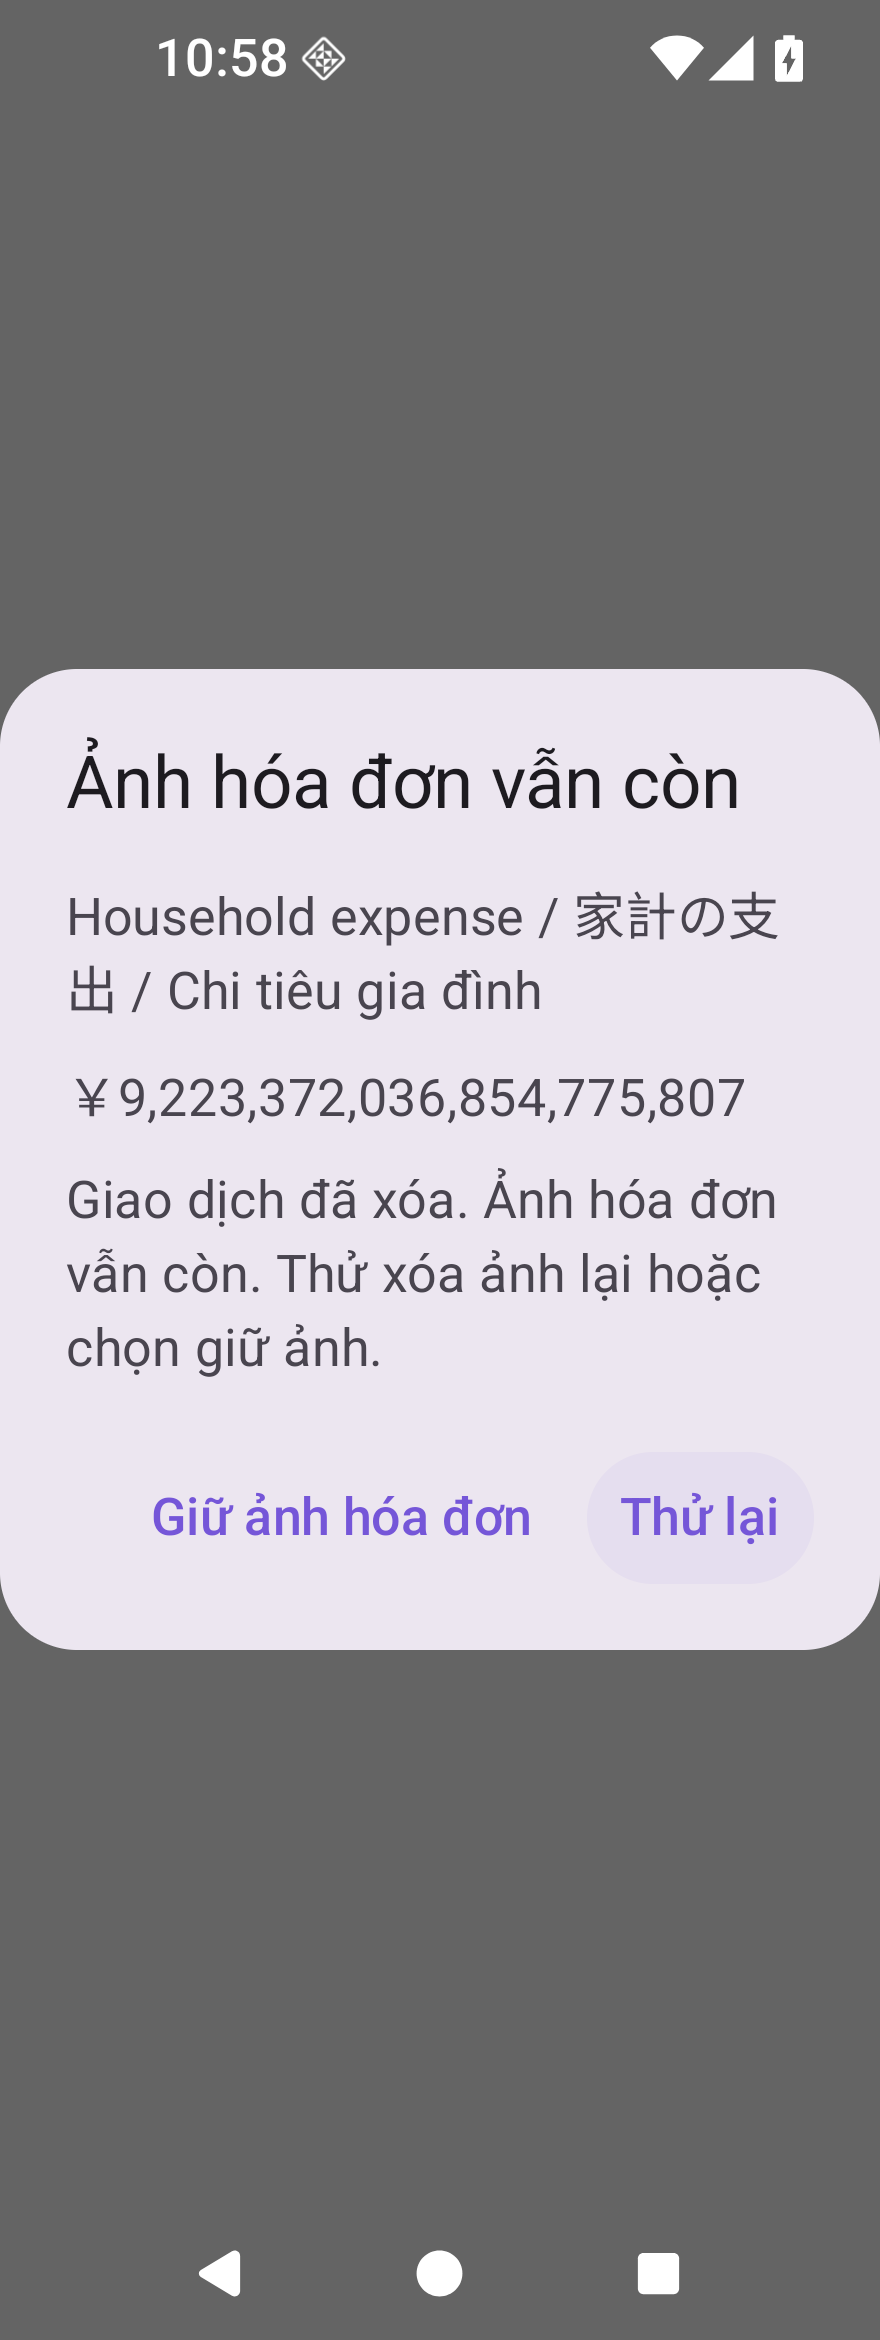 10:58
Ảnh hóa đơn vẫn còn
Household expense / 家計の支
出 / Chi tiêu gia đình
￥9,223,372,036,854,775,807
Giao dịch đã xóa. Ảnh hóa đơn
vẫn còn. Thử xóa ảnh lại hoặc
chọn giữ ảnh.
Giữ ảnh hóa đơn
Thử lại